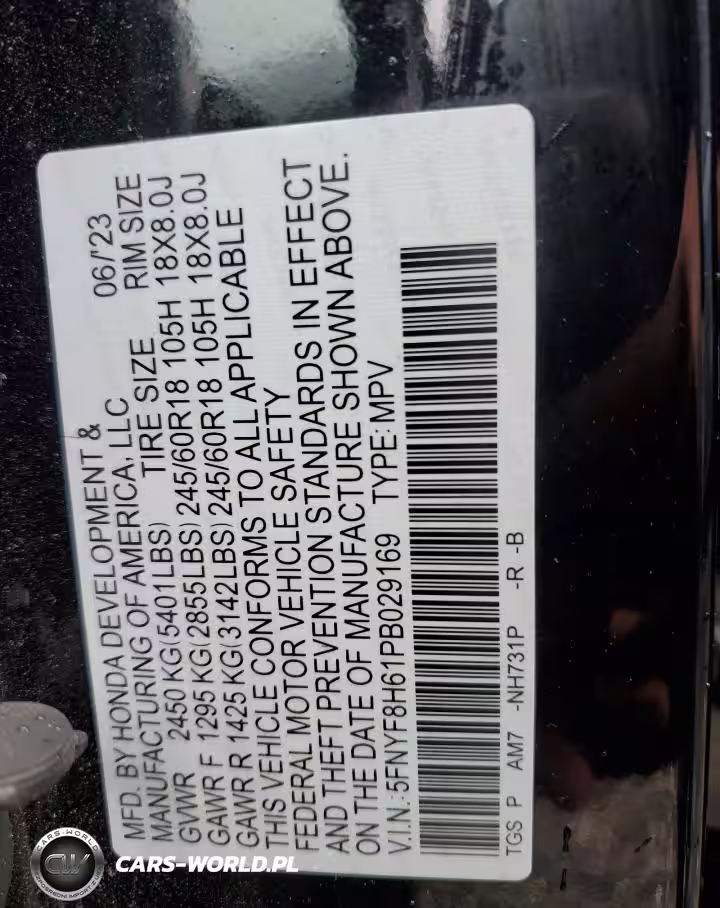 MFD. BY HONDA DEVELOPMENT &
MANUFACTURING OF AMERICA, LLC 06/'23
GVWR 2450 KG(5401LBS) TIRE SIZE RIM SIZE
GAWR F 1295 KG(2855LBS) 245/60R18 105H 18X8.0J
GAWR R 1425 KG(3142LBS) 245/60R18 105H 18X8.0J
THIS VEHICLE CONFORMS TO ALL APPLICABLE
FEDERAL MOTOR VEHICLE SAFETY
AND THEFT PREVENTION STANDARDS IN EFFECT
ON THE DATE OF MANUFACTURE SHOWN ABOVE.
V.I.N.:5FNYF8H61PB029169 TYPE:MPV
TGS P AM7 -NH731P -R -B
CARS-WORLD
CW
CARS-WORLD.PL